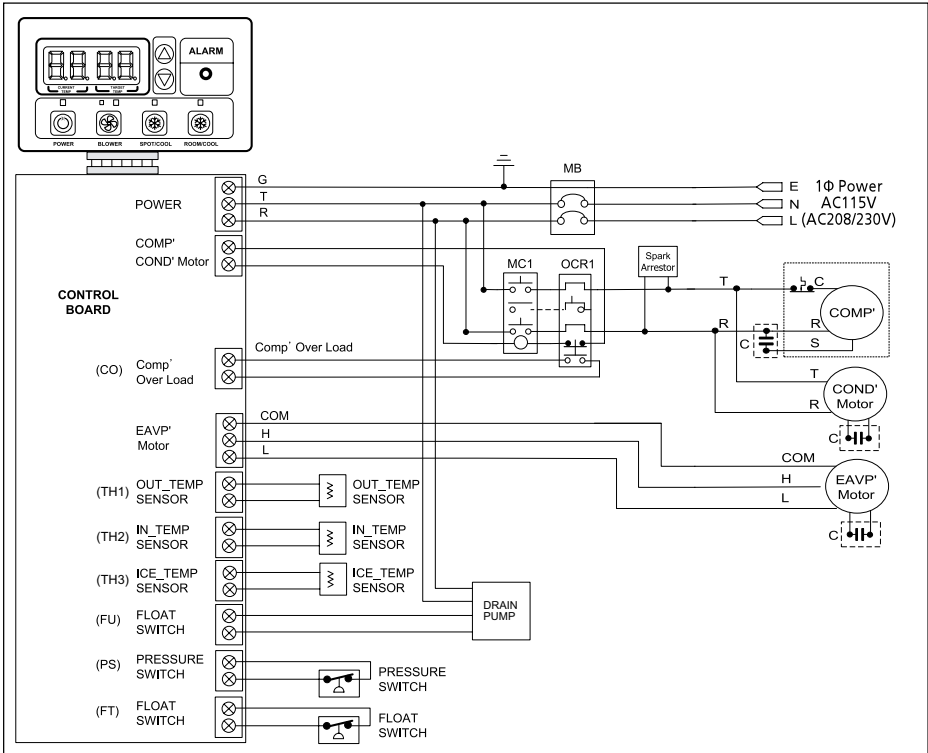 ALARM
CURRENT TEMP
THRGET TEMP
POWER
BLOWER
SPOT/COOL
ROOM/COOL
CONTROL BOARD
POWER
G
T
R
MB
E
N
L
1Φ Power
AC115V
(AC208/230V)
COMP'
COND' Motor
MC1
OCR1
Spark
Arrestor
T
R
C
COMP'
R
S
C
(CO)
Comp'
Over Load
Comp' Over Load
T
R
COND'
Motor
C
EAVP'
Motor
COM
H
L
COM
H
L
EAVP'
Motor
C
(TH1)
OUT_TEMP
SENSOR
OUT_TEMP
SENSOR
(TH2)
IN_TEMP
SENSOR
IN_TEMP
SENSOR
(TH3)
ICE_TEMP
SENSOR
ICE_TEMP
SENSOR
(FU)
FLOAT
SWITCH
DRAIN
PUMP
(PS)
PRESSURE
SWITCH
PRESSURE
SWITCH
(FT)
FLOAT
SWITCH
FLOAT
SWITCH